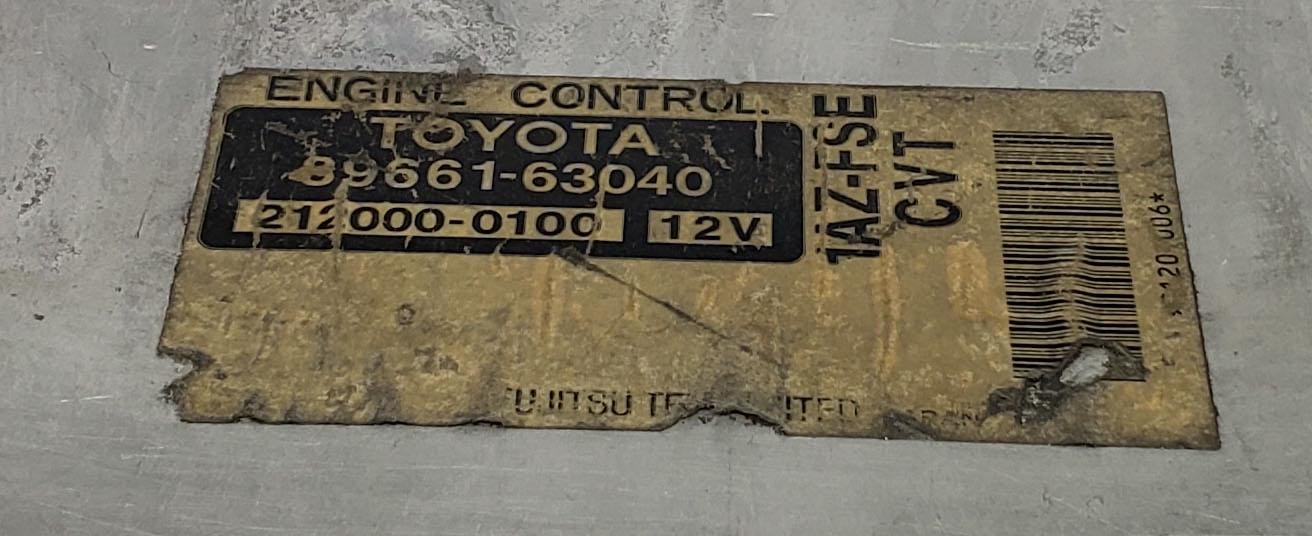 ENGINE CONTROL.
TOYOTA
89661-63040
212000-0100 12V
1AZ-FSE
CVT